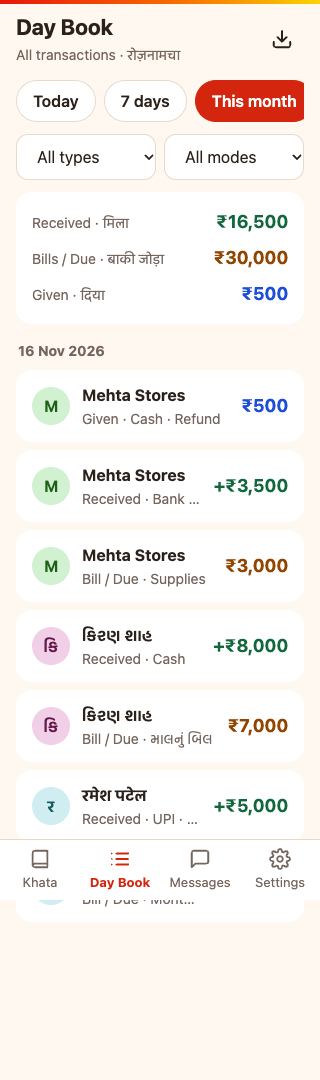 Day Book
All transactions · रोज़नामचा
Today
7 days
This month
All types
All modes
Received · मिला ₹16,500
Bills / Due · बाकी जोड़ा ₹30,000
Given · दिया ₹500
16 Nov 2026
M
Mehta Stores
Given · Cash · Refund
₹500
M
Mehta Stores
Received · Bank ...
+₹3,500
M
Mehta Stores
Bill / Due · Supplies
₹3,000
કિ
કિરણ શાહ
Received · Cash
+₹8,000
કિ
કિરણ શાહ
Bill / Due · માલનું બિલ
₹7,000
र
रमेश पटेल
Received · UPI · ...
+₹5,000
Khata
Day Book
Messages
Settings
Bill / Due · Mont...